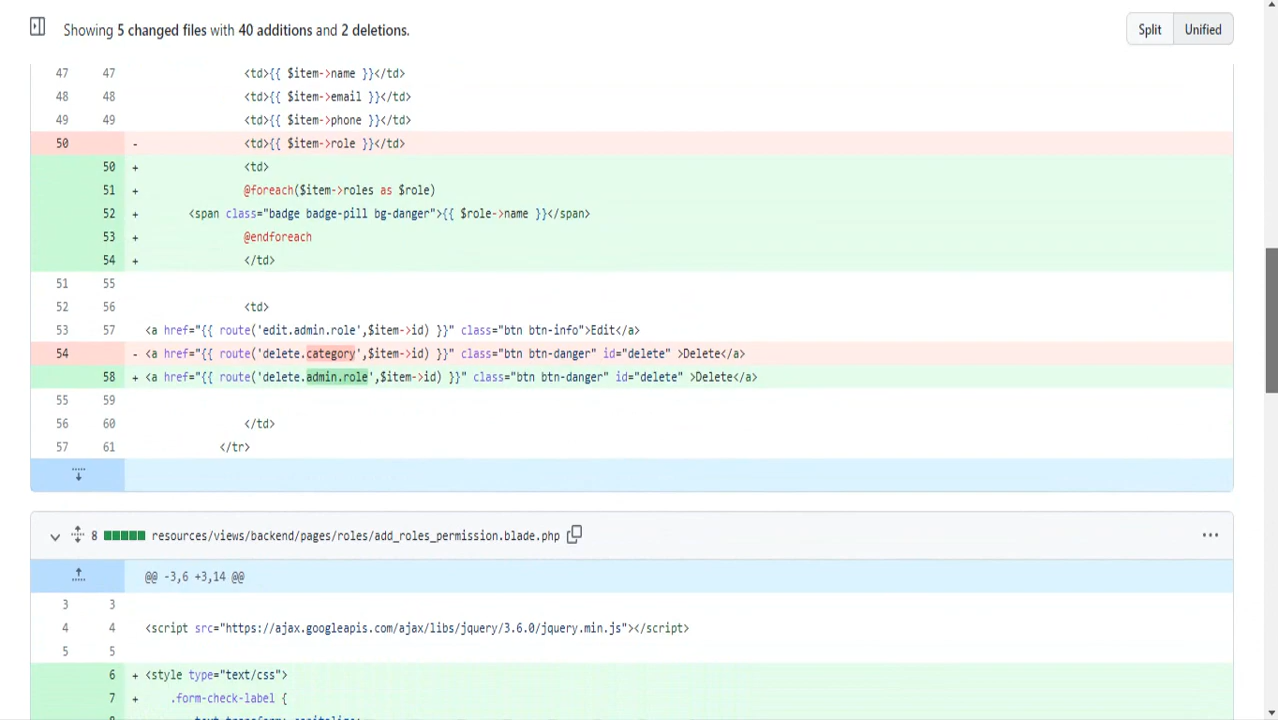 Showing 5 changed files with 40 additions and 2 deletions.
Split Unified
47 47 <td>{{ $item->name }}</td>
48 48 <td>{{ $item->email }}</td>
49 49 <td>{{ $item->phone }}</td>
50 - <td>{{ $item->role }}</td>
50 + <td>
51 + @foreach($item->roles as $role)
52 + <span class="badge badge-pill bg-danger">{{ $role->name }}</span>
53 + @endforeach
54 + </td>
51 55
52 56 <td>
53 57 <a href="{{ route('edit.admin.role',$item->id) }}" class="btn btn-info">Edit</a>
54 - <a href="{{ route('delete.category',$item->id) }}" class="btn btn-danger" id="delete" >Delete</a>
58 + <a href="{{ route('delete.admin.role',$item->id) }}" class="btn btn-danger" id="delete" >Delete</a>
55 59
56 60 </td>
57 61 </tr>
8 resources/views/backend/pages/roles/add_roles_permission.blade.php
@@ -3,6 +3,14 @@
3 3
4 4 <script src="https://ajax.googleapis.com/ajax/libs/jquery/3.6.0/jquery.min.js"></script>
5 5
6 + <style type="text/css">
7 + .form-check-label {